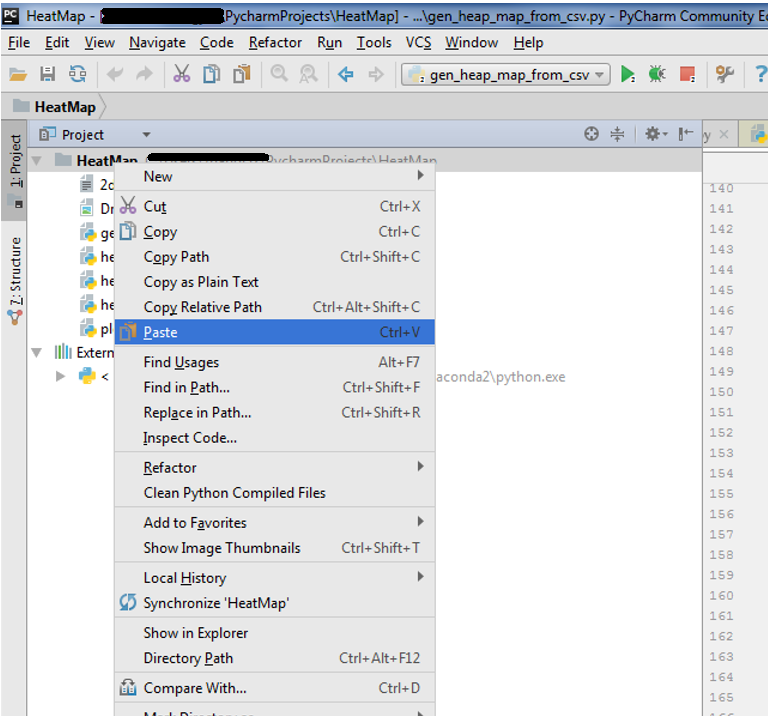 PC HeatMap - \PycharmProjects\HeatMap] - ...\gen_heap_map_from_csv.py - PyCharm Community Ed
File Edit View Navigate Code Refactor Run Tools VCS Window Help
gen_heap_map_from_csv
HeatMap
Project
1: Project
7: Structure
HeatMap PycharmProjects\HeatMap
2d
Dr
ge
he
he
he
pl
Extern
< aconda2\python.exe
New
Cut Ctrl+X
Copy Ctrl+C
Copy Path Ctrl+Shift+C
Copy as Plain Text
Copy Relative Path Ctrl+Alt+Shift+C
Paste Ctrl+V
Find Usages Alt+F7
Find in Path... Ctrl+Shift+F
Replace in Path... Ctrl+Shift+R
Inspect Code...
Refactor
Clean Python Compiled Files
Add to Favorites
Show Image Thumbnails Ctrl+Shift+T
Local History
Synchronize 'HeatMap'
Show in Explorer
Directory Path Ctrl+Alt+F12
Compare With... Ctrl+D
y
140
141
142
143
144
145
146
147
148
149
150
151
152
153
154
155
156
157
158
159
160
161
162
163
164
165